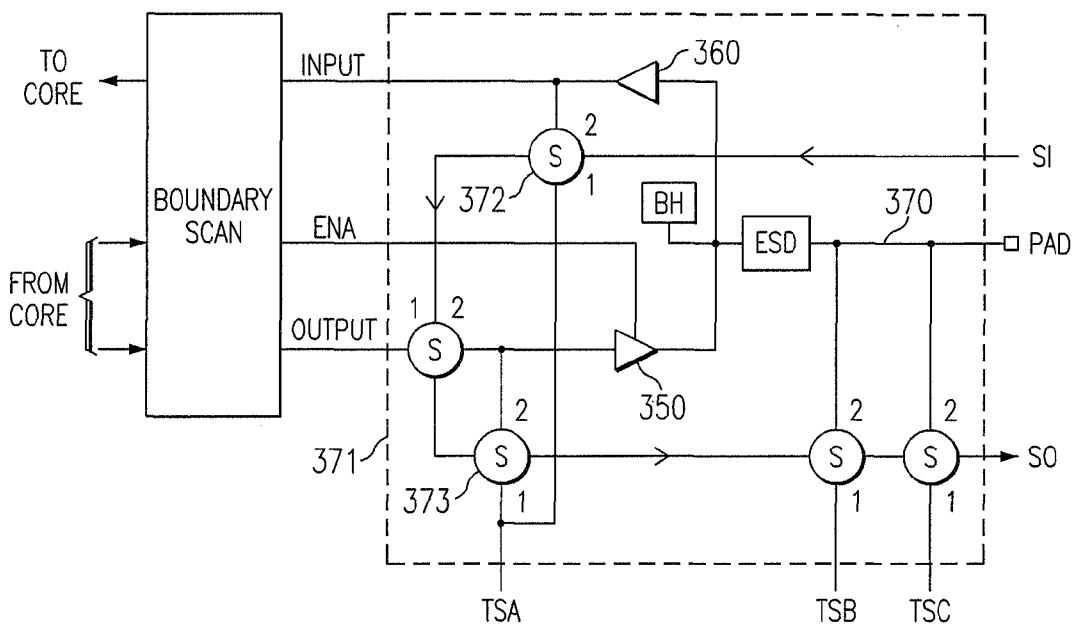 TO
CORE
INPUT
360
2
S
372
1
SI
BOUNDARY
SCAN
BH
370
ENA
ESD
PAD
FROM
CORE
1 2
OUTPUT
S
350
2
2
2
371
S
S
S
SO
373
1
1
1
TSA
TSB
TSC